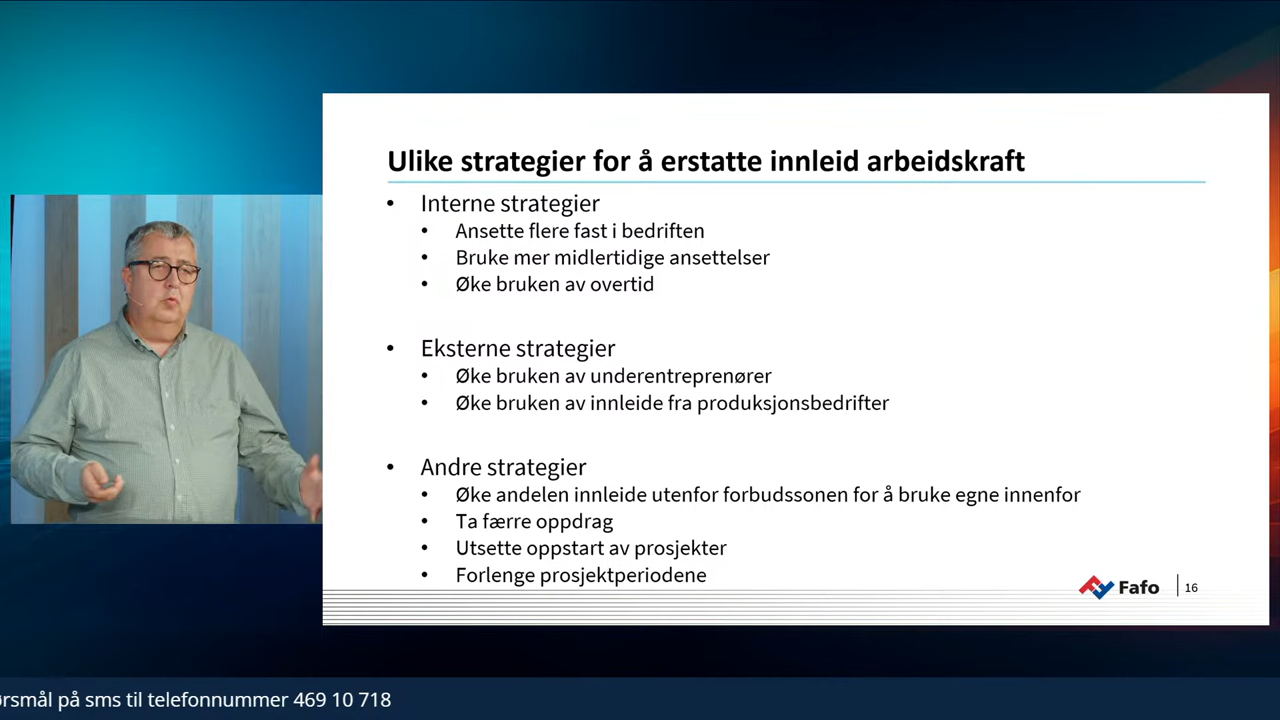 Ulike strategier for å erstatte innleid arbeidskraft
• Interne strategier
• Ansette flere fast i bedriften
• Bruke mer midlertidige ansettelser
• Øke bruken av overtid
• Eksterne strategier
• Øke bruken av underentreprenører
• Øke bruken av innleide fra produksjonsbedrifter
• Andre strategier
• Øke andelen innleide utenfor forbudssonen for å bruke egne innenfor
• Ta færre oppdrag
• Utsette oppstart av prosjekter
• Forlenge prosjektperiodene
Fafo 16
ørsmål på sms til telefonnummer 469 10 718